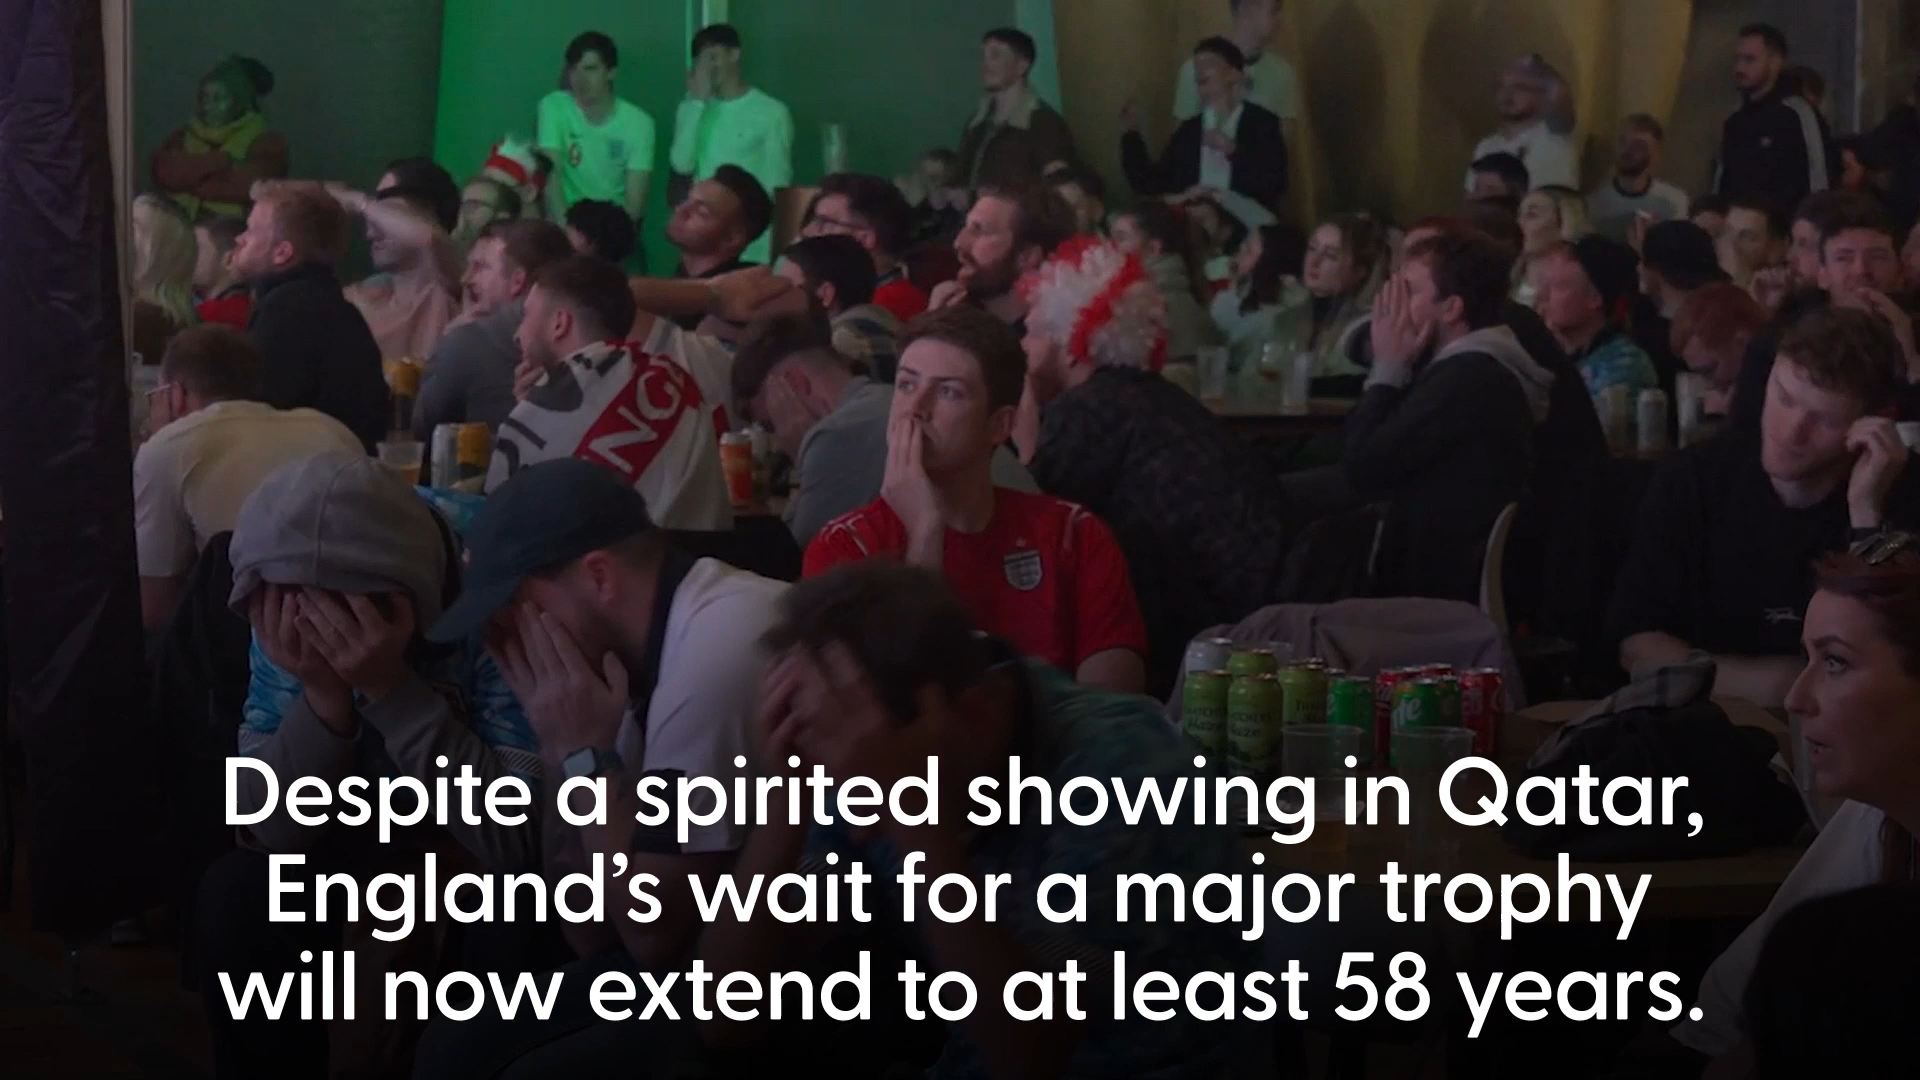 Despite a spirited showing in Qatar,
England’s wait for a major trophy
will now extend to at least 58 years.